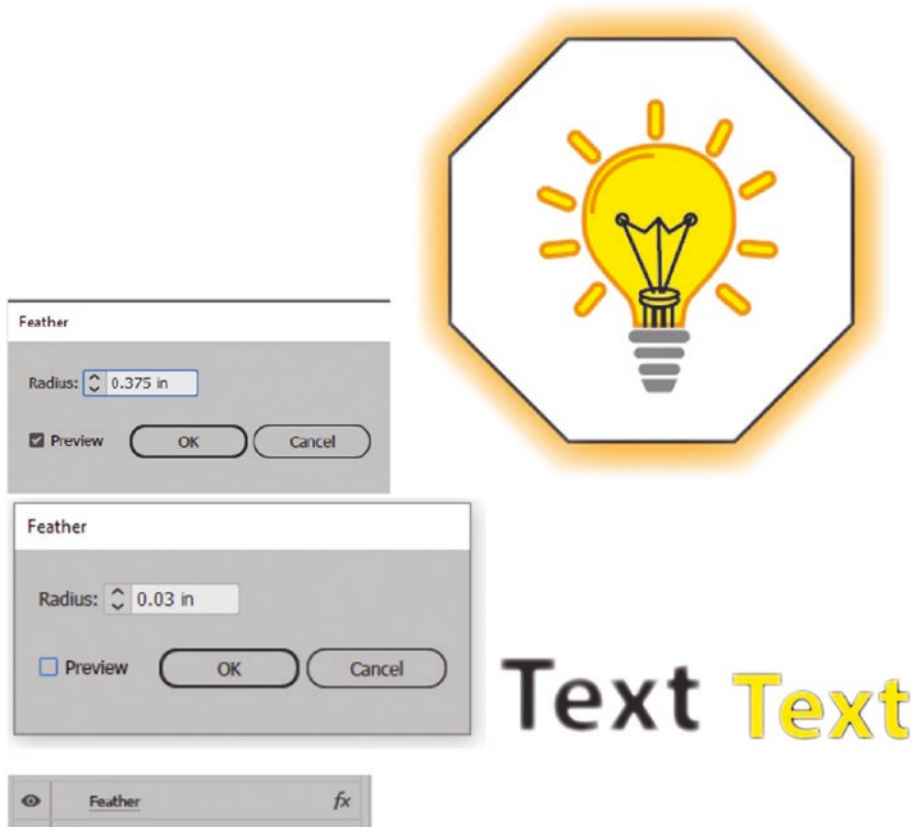 Feather
Radius: 0.375 in
Preview OK Cancel
Feather
Radius: 0.03 in
Preview OK Cancel
Text Text
Feather fx